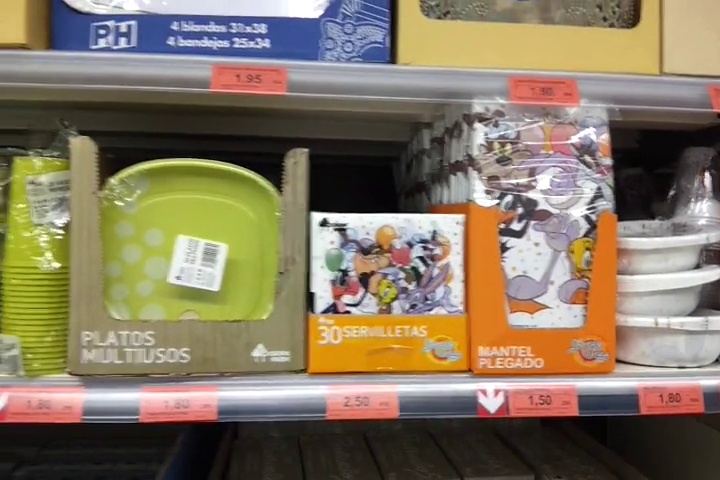 PH
4 blondas 31x38
4 bandejas 25x34
1,95
1,80
PLATOS
MULTIUSOS
30 SERVILLETAS
MANTEL
PLEGADO
1,80
1,80
2,50
1,50
1,80